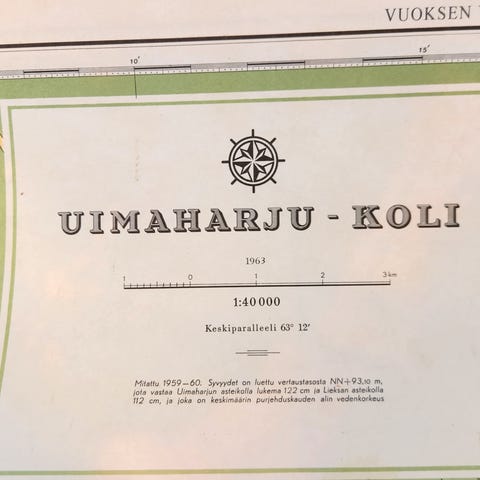 VUOKSEN
10'
15'
UIMAHARJU - KOLI
1963
1 0 1 2 3 km
1:40 000
Keskiparalleeli 63° 12'
Mitattu 1959—60. Syvyydet on luettu vertaustasosta NN+93,10 m,
jota vastaa Uimaharjun asteikolla lukema 122 cm ja Lieksan asteikolla
112 cm, ja joka on keskimäärin purjehduskauden alin vedenkorkeus